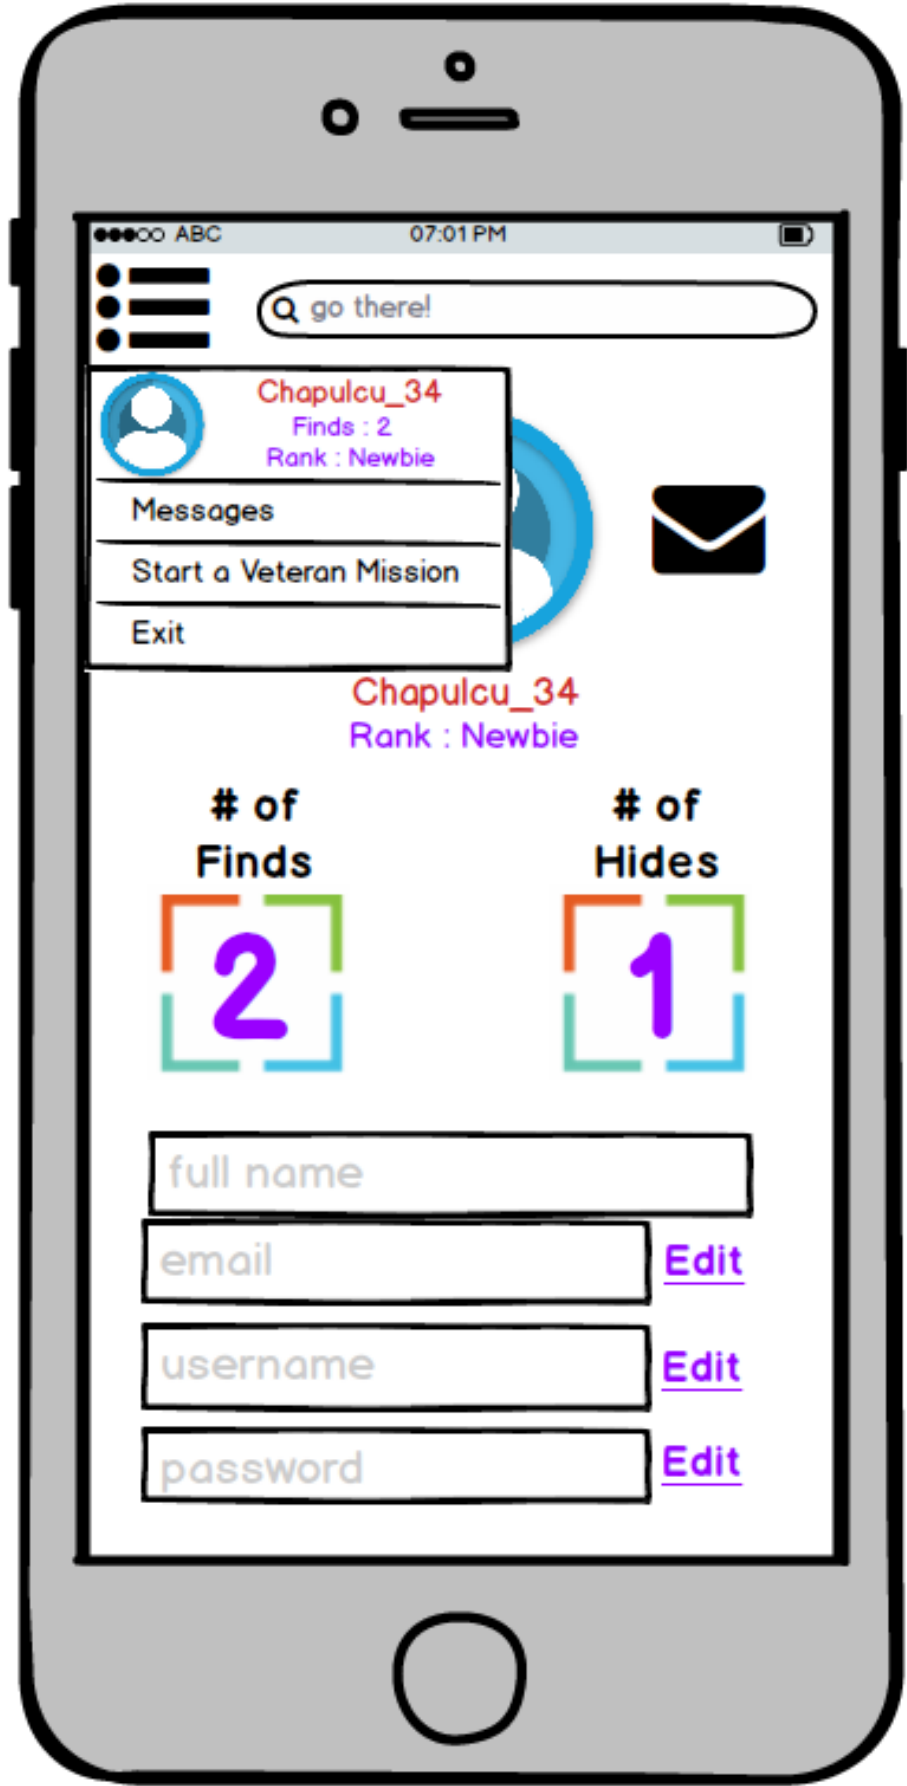 ABC 07:01 PM
go there!
Chapulcu_34
Finds : 2
Rank : Newbie
Messages
Start a Veteran Mission
Exit
Chapulcu_34
Rank : Newbie
# of
Finds
2
# of
Hides
1
full name
email Edit
username Edit
password Edit